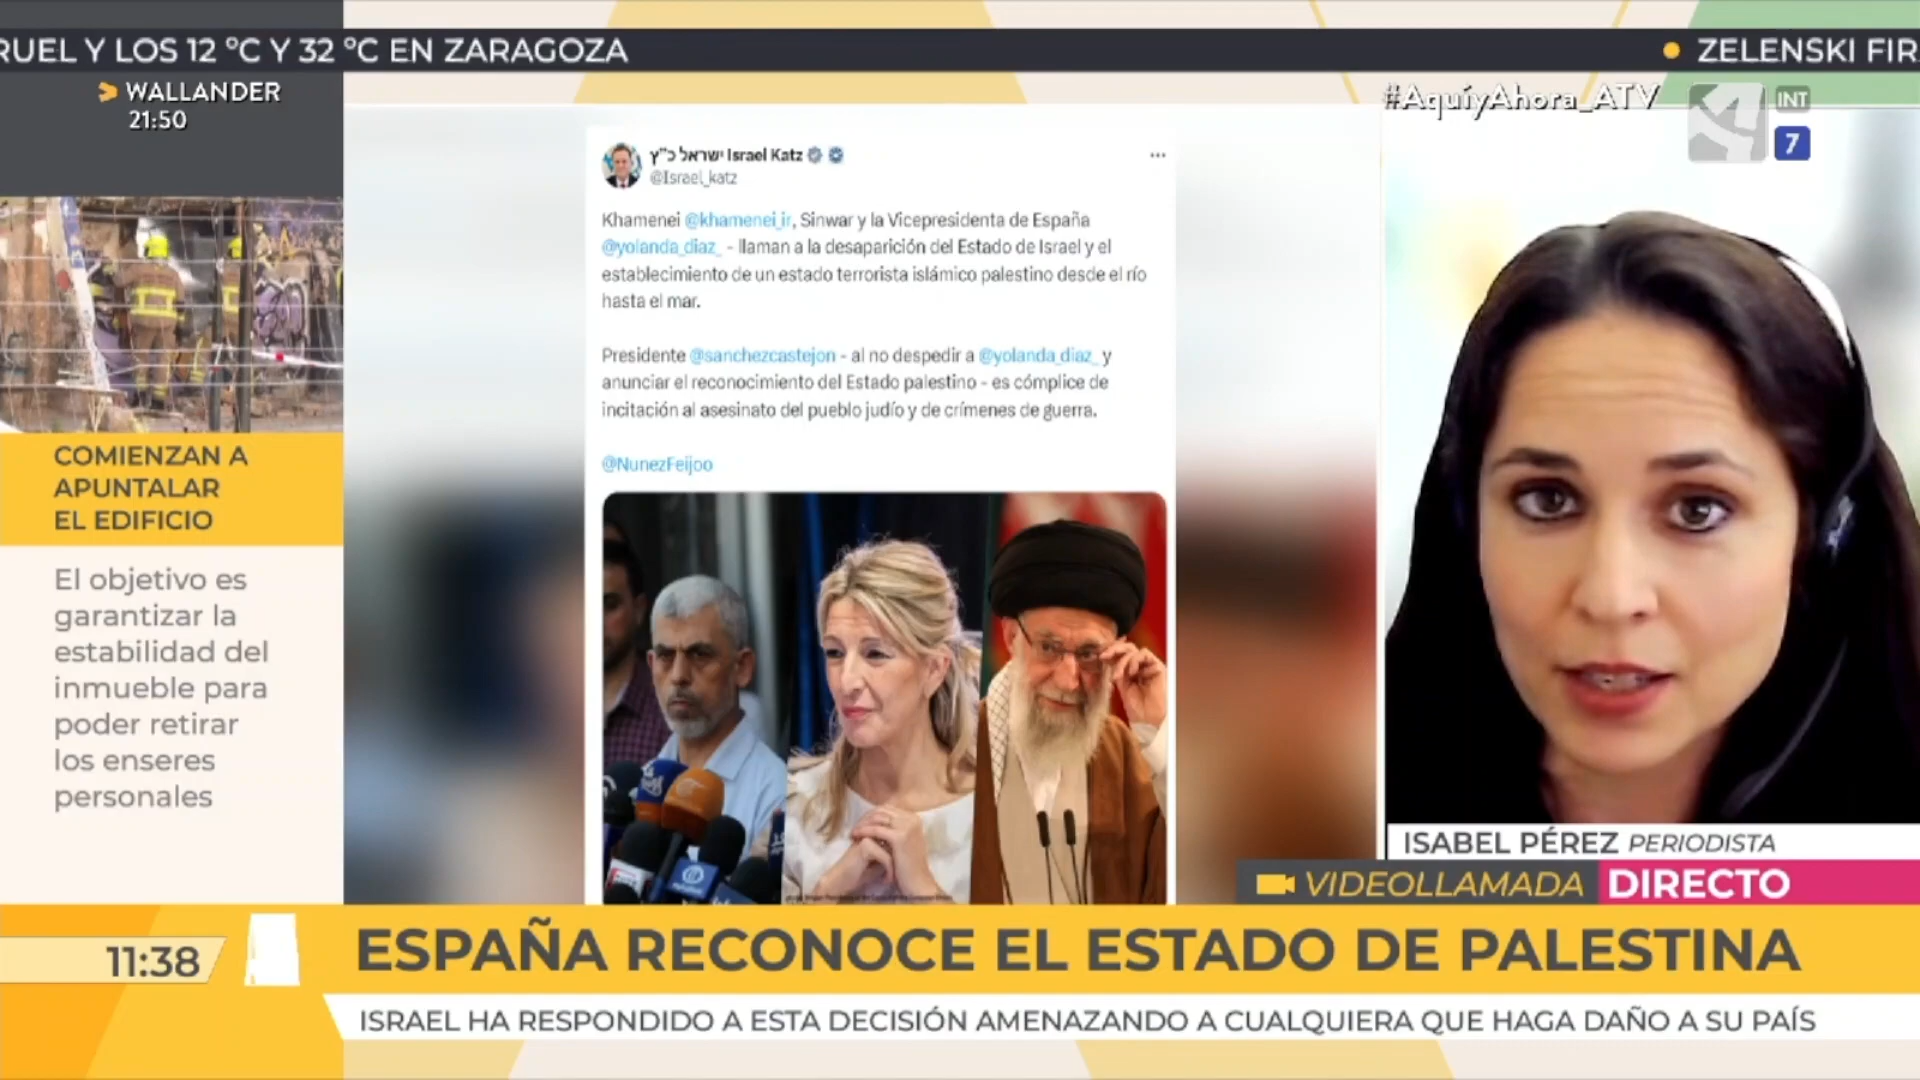 RUEL Y LOS 12 ºC Y 32 ºC EN ZARAGOZA
ZELENSKI FIR
WALLANDER
21:50
#AquíyAhora_ATV
INT
7
ישראל כ"ץ Israel Katz
@Israel_katz
Khamenei @khamenei_ir, Sinwar y la Vicepresidenta de España
@yolanda_diaz_ - llaman a la desaparición del Estado de Israel y el
establecimiento de un estado terrorista islámico palestino desde el río
hasta el mar.
Presidente @sanchezcastejon - al no despedir a @yolanda_diaz_ y
anunciar el reconocimiento del Estado palestino - es cómplice de
incitación al asesinato del pueblo judío y de crímenes de guerra.
@NunezFeijoo
COMIENZAN A
APUNTALAR
EL EDIFICIO
El objetivo es
garantizar la
estabilidad del
inmueble para
poder retirar
los enseres
personales
ISABEL PÉREZ PERIODISTA
VIDEOLLAMADA DIRECTO
11:38
ESPAÑA RECONOCE EL ESTADO DE PALESTINA
ISRAEL HA RESPONDIDO A ESTA DECISIÓN AMENAZANDO A CUALQUIERA QUE HAGA DAÑO A SU PAÍS